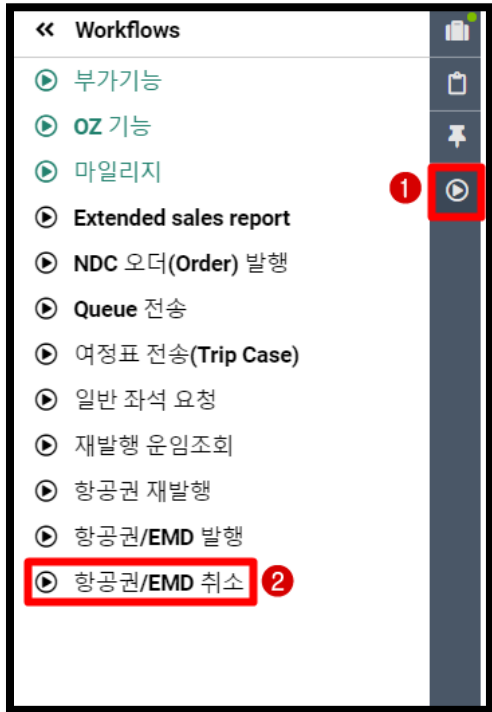 « Workflows
부가기능
OZ 기능
마일리지
1
Extended sales report
NDC 오더(Order) 발행
Queue 전송
여정표 전송(Trip Case)
일반 좌석 요청
재발행 운임조회
항공권 재발행
항공권/EMD 발행
항공권/EMD 취소 2